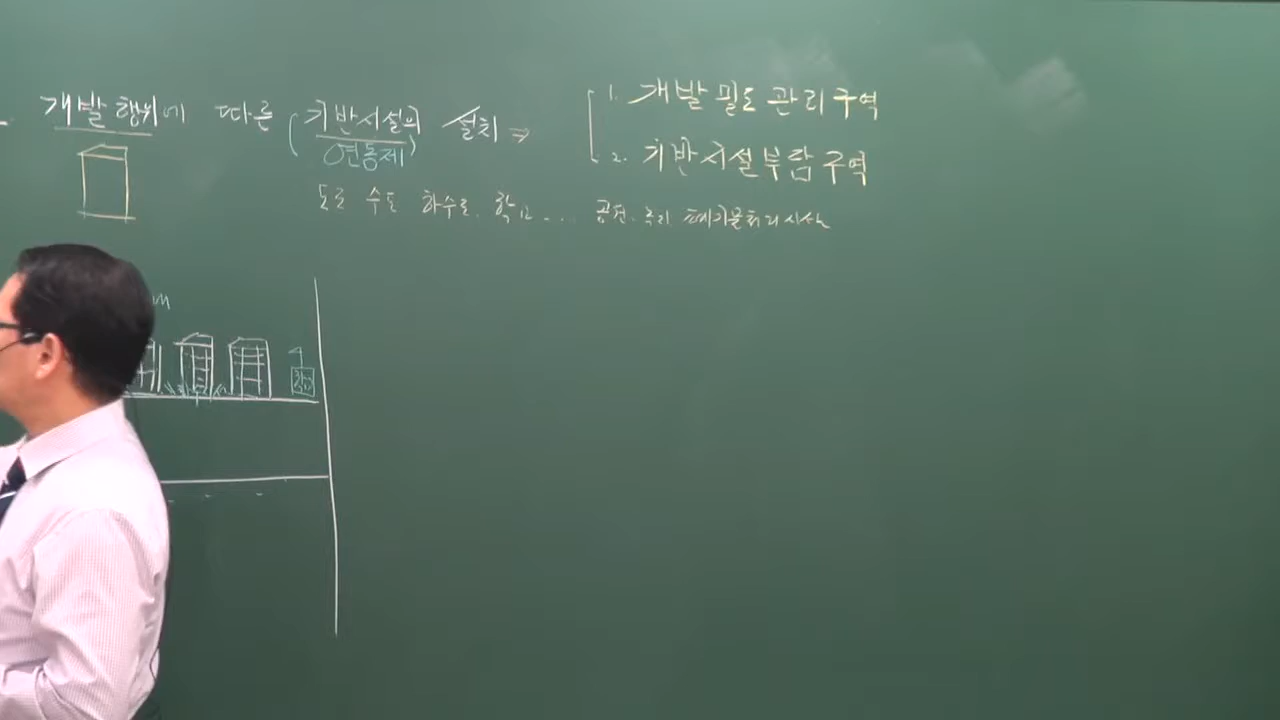 개발행위에 따른 (기반시설의 설치 ⇒
(연동제)
1. 개발밀도관리구역
2. 기반시설부담구역
도로 수도 하수도. 학교.... 공원. 녹지 폐기물처리시설
m
학교